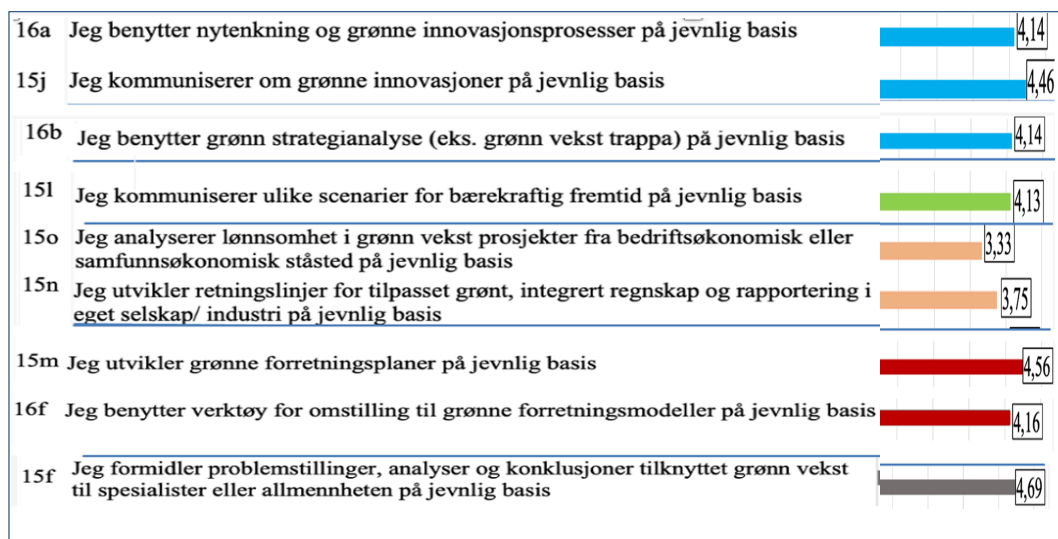 16a Jeg benytter nytenkning og grønne innovasjonsprosesser på jevnlig basis 4,14
15j Jeg kommuniserer om grønne innovasjoner på jevnlig basis 4,46
16b Jeg benytter grønn strategianalyse (eks. grønn vekst trappa) på jevnlig basis 4,14
15l Jeg kommuniserer ulike scenarier for bærekraftig fremtid på jevnlig basis 4,13
15o Jeg analyserer lønnsomhet i grønn vekst prosjekter fra bedriftsøkonomisk eller 3,33
samfunnsøkonomisk ståsted på jevnlig basis
15n Jeg utvikler retningslinjer for tilpasset grønt, integrert regnskap og rapportering i 3,75
eget selskap/ industri på jevnlig basis
15m Jeg utvikler grønne forretningsplaner på jevnlig basis 4,56
16f Jeg benytter verktøy for omstilling til grønne forretningsmodeller på jevnlig basis 4,16
15f Jeg formidler problemstillinger, analyser og konklusjoner tilknyttet grønn vekst 4,69
til spesialister eller allmennheten på jevnlig basis